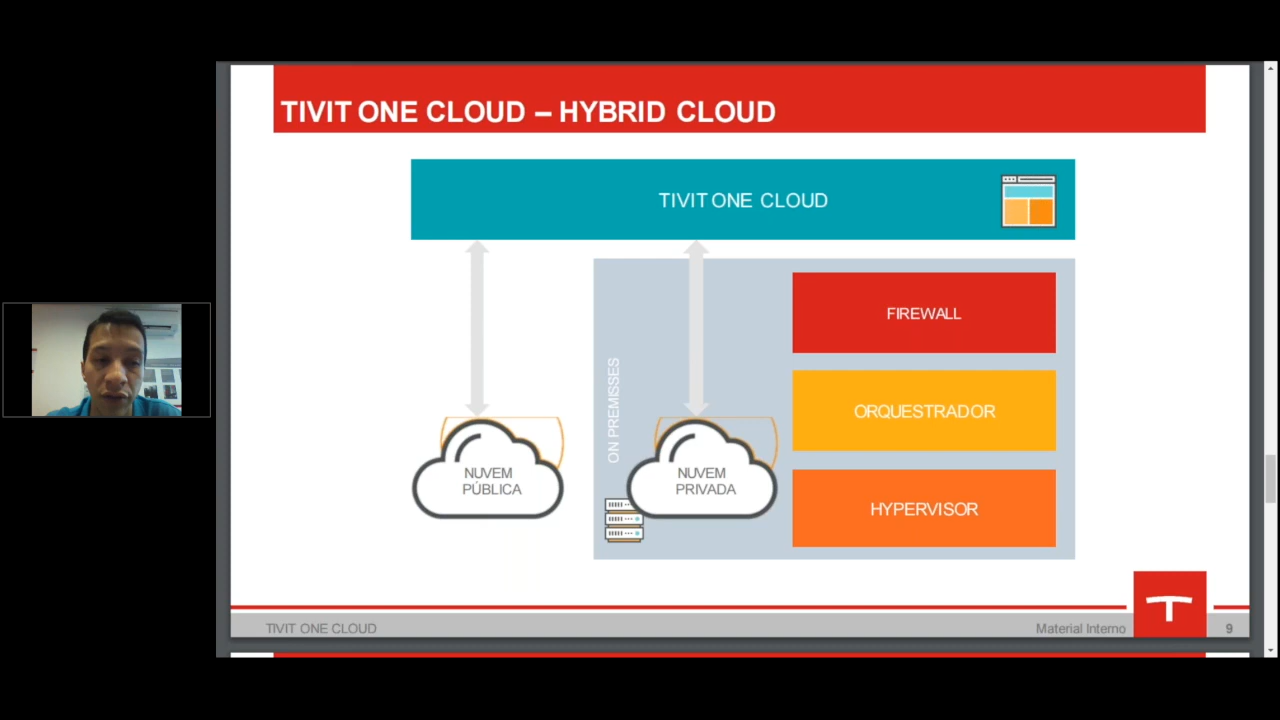 TIVIT ONE CLOUD – HYBRID CLOUD
TIVIT ONE CLOUD
FIREWALL
ON PREMISSES
ORQUESTRADOR
NUVEM
PÚBLICA
NUVEM
PRIVADA
HYPERVISOR
TIVIT ONE CLOUD
Material Interno
9